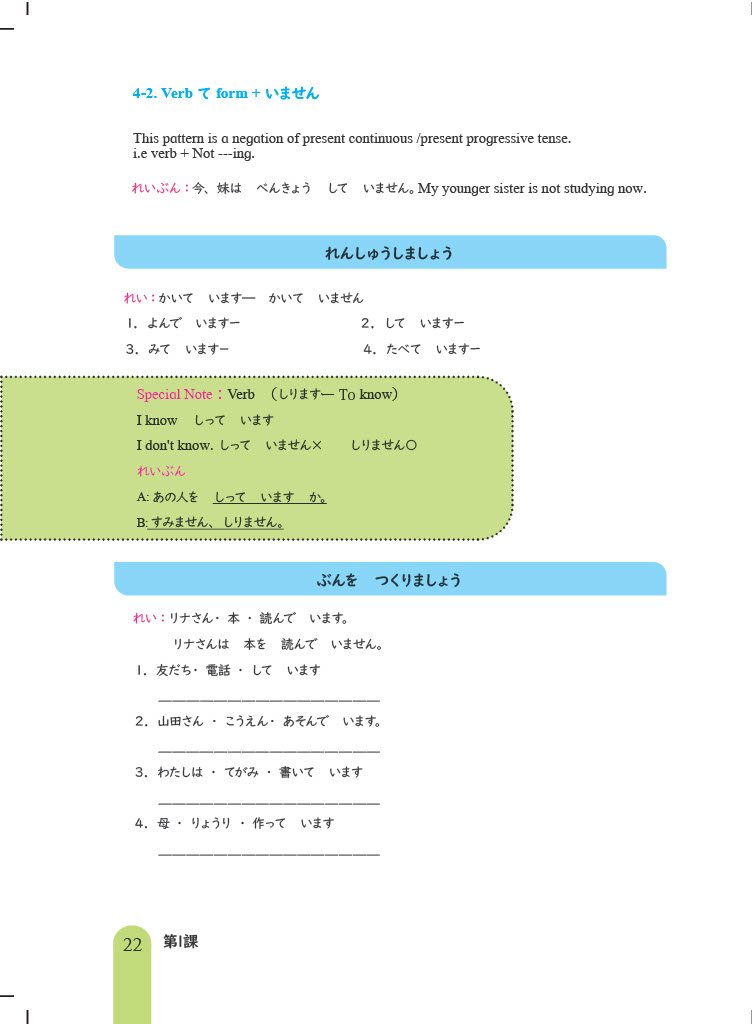 4-2. Verb て form + いません
This pattern is a negation of present continuous /present progressive tense.
i.e verb + Not ---ing.
れいぶん：今、妹は　べんきょう　して　いません。My younger sister is not studying now.
れんしゅうしましょう
れい：かいて　います―　かいて　いません
1．よんで　いますー
2．して　いますー
3．みて　いますー
4．たべて　いますー
Special Note：Verb （しりますー To know）
I know　しって　います
I don't know. しって　いません×　　しりません〇
れいぶん
A: あの人を　しって　います　か。
B: すみません、しりません。
ぶんを　つくりましょう
れい：リナさん・ 本 ・ 読んで　います。
リナさんは　本を　読んで　いません。
1．友だち・ 電話 ・ して　います
2．山田さん ・ こうえん・ あそんで　います。
3．わたしは ・ てがみ ・ 書いて　います
4．母 ・ りょうり ・ 作って　います
22 第1課